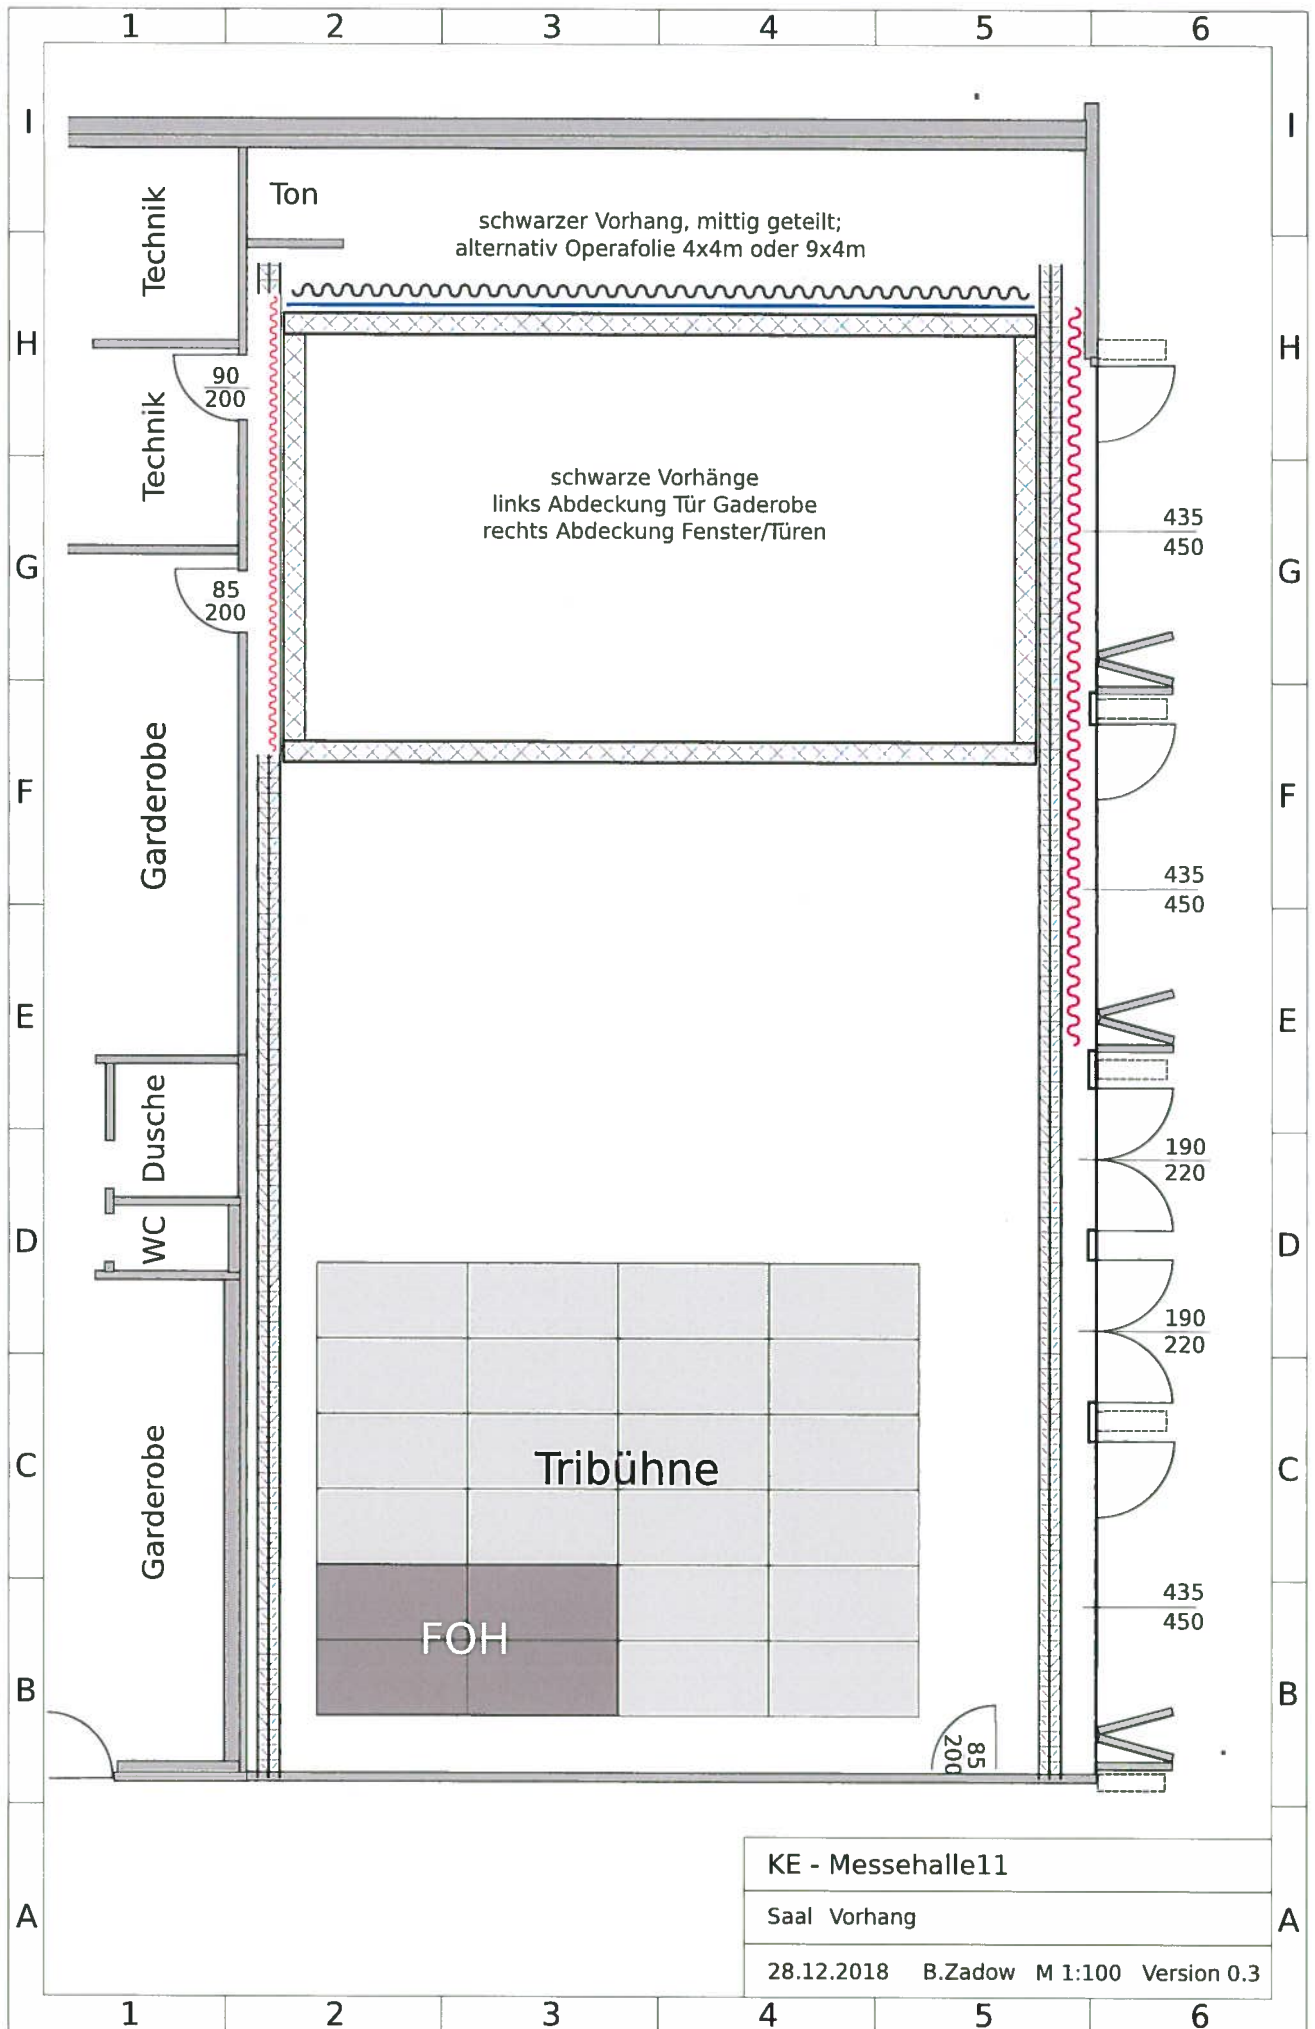 1 2 3 4 5 6
I I
Ton
Technik
schwarzer Vorhang, mittig geteilt;
alternativ Operafolie 4x4m oder 9x4m
H H
90
200
Technik
schwarze Vorhänge
links Abdeckung Tür Gaderobe
rechts Abdeckung Fenster/Türen
435
450
G G
85
200
Garderobe
F F
435
450
E E
Dusche
190
220
WC
D D
190
220
Tribühne
C C
Garderobe
435
450
FOH
B B
85
200
KE - Messehalle11
Saal Vorhang
A A
28.12.2018 B.Zadow M 1:100 Version 0.3
1 2 3 4 5 6